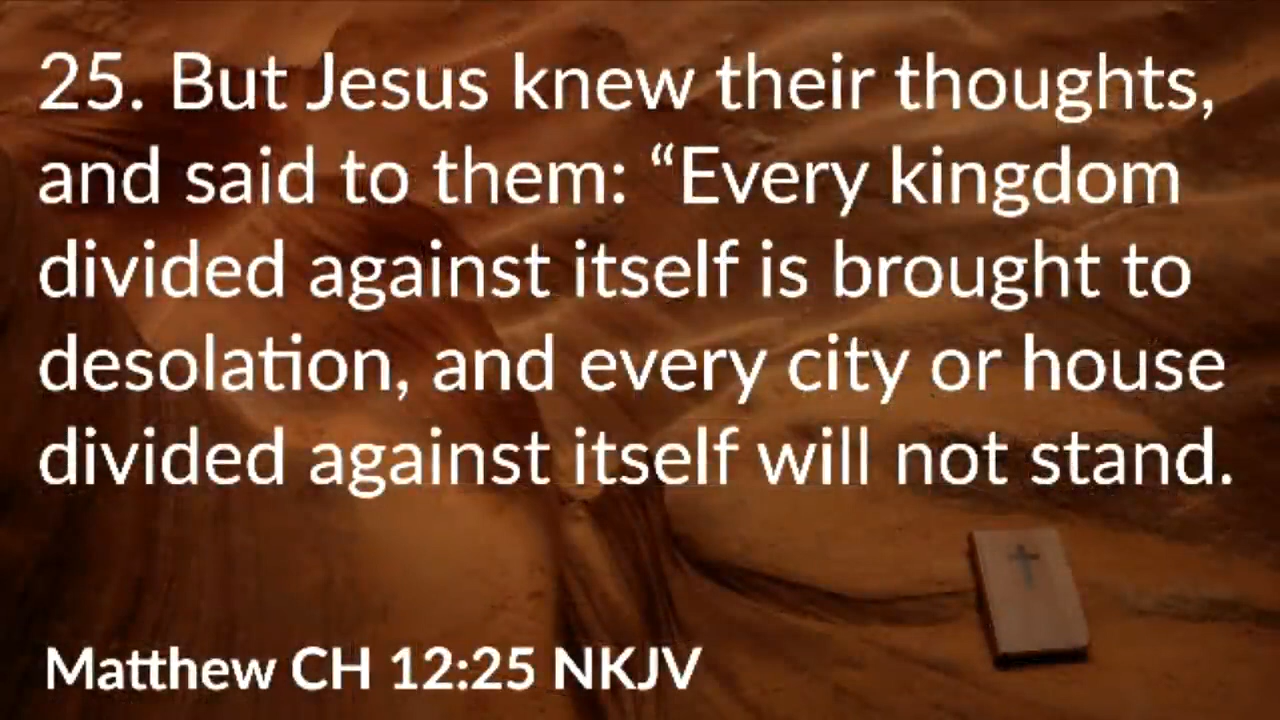 25. But Jesus knew their thoughts,
and said to them: “Every kingdom
divided against itself is brought to
desolation, and every city or house
divided against itself will not stand.
Matthew CH 12:25 NKJV